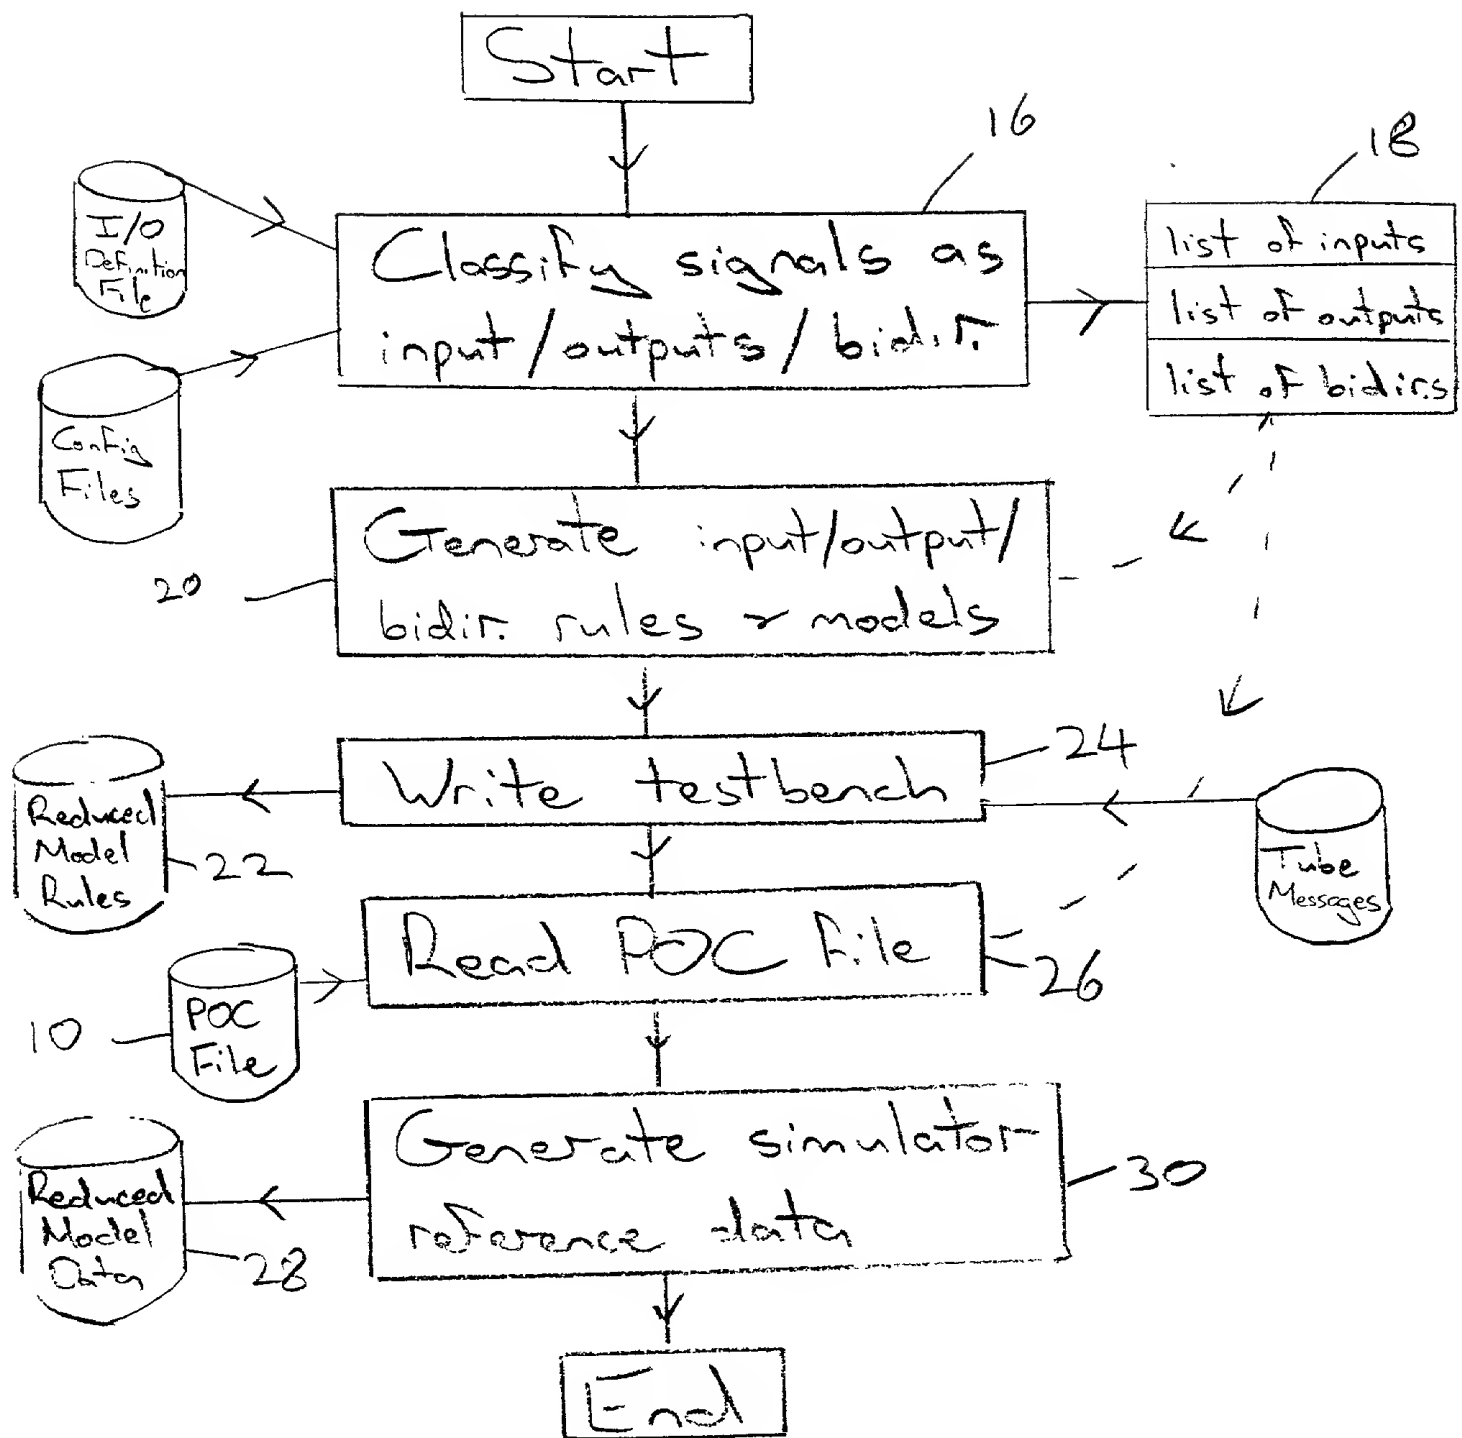 Start
16
18
I/O
Definition
File
Classify signals as
input/outputs/bidir.
list of inputs
list of outputs
list of bidirs
Config
Files
Generate input/output/
bidir. rules & models
20
Write testbench
24
Reduced
Model
Rules
22
Tube
Messages
Read POC file
26
POC
File
10
Generate simulator
reference data
30
Reduced
Model
Data
28
End